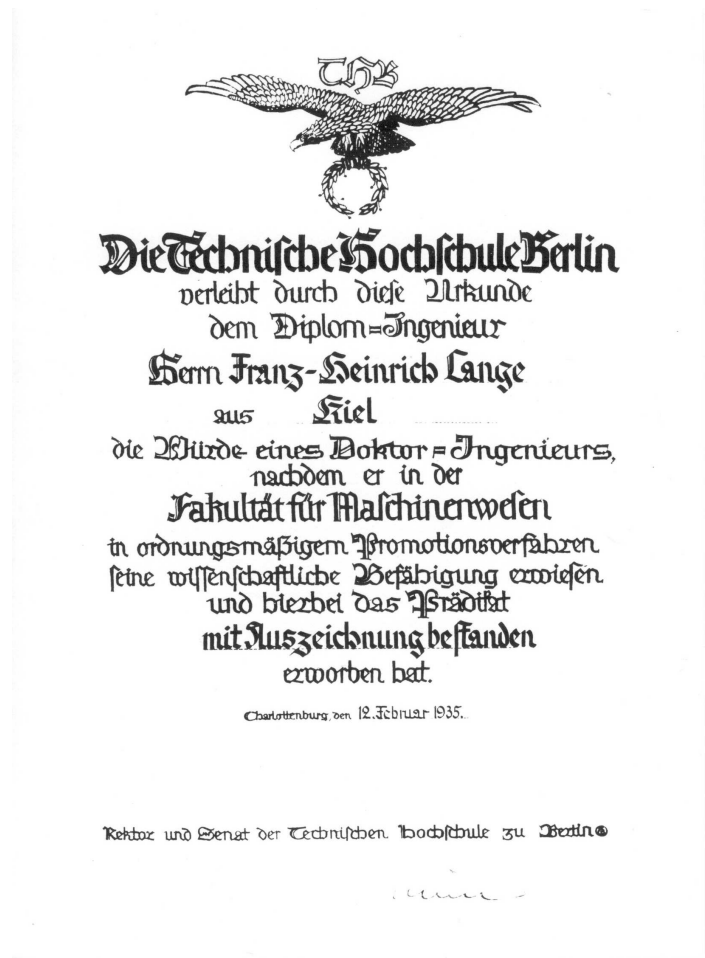 THB
Die Technische Hochschule Berlin
verleiht durch diese Urkunde
dem Diplom=Ingenieur
Herrn Franz-Heinrich Lange
aus Kiel
die Würde eines Doktor=Ingenieurs,
nachdem er in der
Fakultät für Maschinenwesen
in ordnungsmäßigem Promotionsverfahren
seine wissenschaftliche Befähigung erwiesen
und hierbei das Prädikat
mit Auszeichnung bestanden
erworben hat.
Charlottenburg, den 12. Februar 1935.
Rektor und Senat der Technischen Hochschule zu Berlin